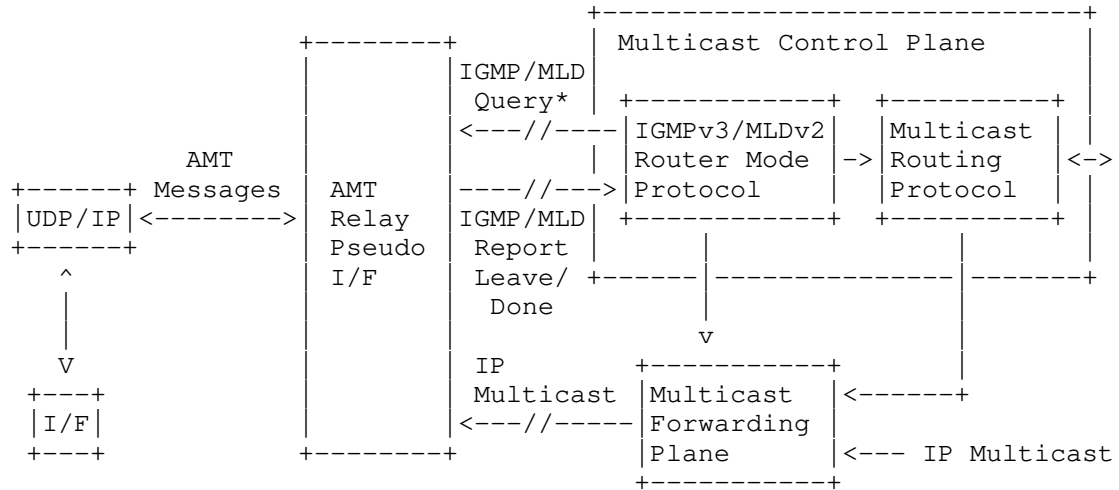 Multicast Control Plane
IGMP/MLD
Query*
IGMPv3/MLDv2
Router Mode
Protocol
Multicast
Routing
Protocol
AMT
Messages
UDP/IP
AMT
Relay
Pseudo
I/F
IGMP/MLD
Report
Leave/
Done
I/F
IP
Multicast
Multicast
Forwarding
Plane
IP Multicast